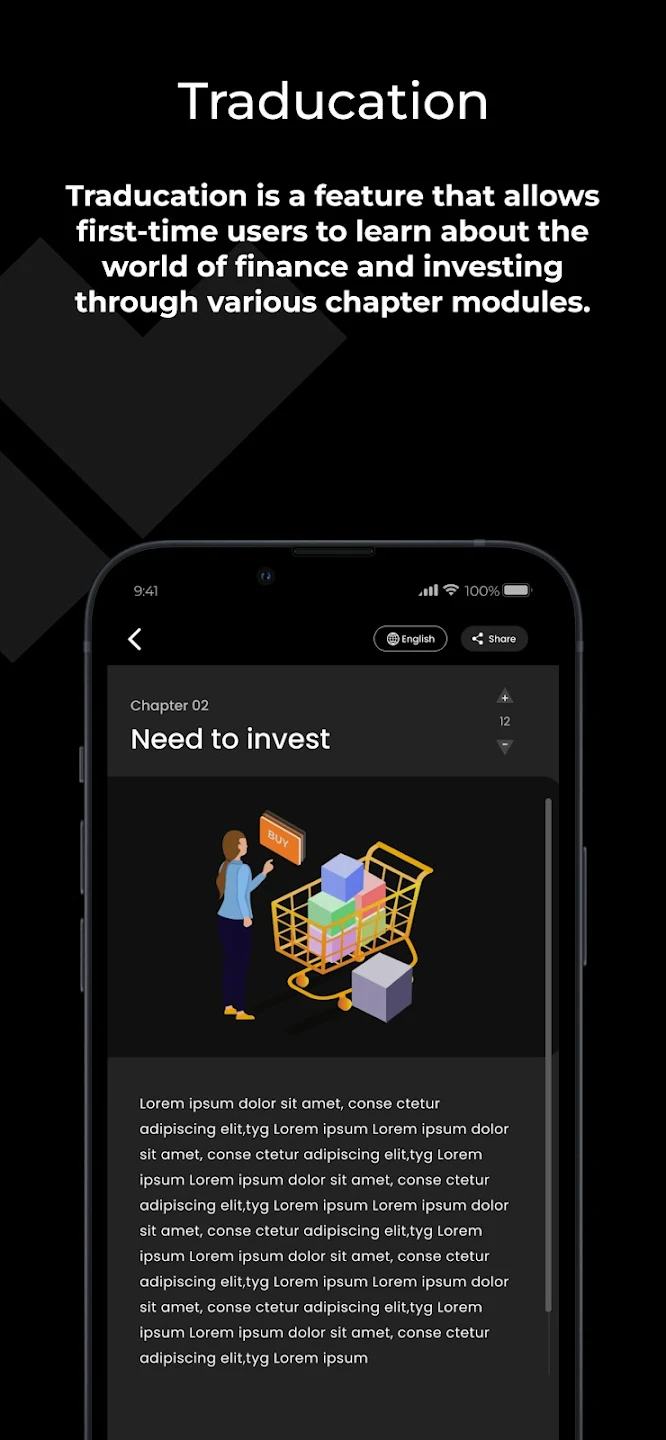 Traducation
Traducation is a feature that allows
first-time users to learn about the
world of finance and investing
through various chapter modules.
9:41
100%
English
Share
Chapter 02
Need to invest
+
12
-
BUY
Lorem ipsum dolor sit amet, conse ctetur
adipiscing elit,tyg Lorem ipsum Lorem ipsum dolor
sit amet, conse ctetur adipiscing elit,tyg Lorem
ipsum Lorem ipsum dolor sit amet, conse ctetur
adipiscing elit,tyg Lorem ipsum Lorem ipsum dolor
sit amet, conse ctetur adipiscing elit,tyg Lorem
ipsum Lorem ipsum dolor sit amet, conse ctetur
adipiscing elit,tyg Lorem ipsum Lorem ipsum dolor
sit amet, conse ctetur adipiscing elit,tyg Lorem
ipsum Lorem ipsum dolor sit amet, conse ctetur
adipiscing elit,tyg Lorem ipsum